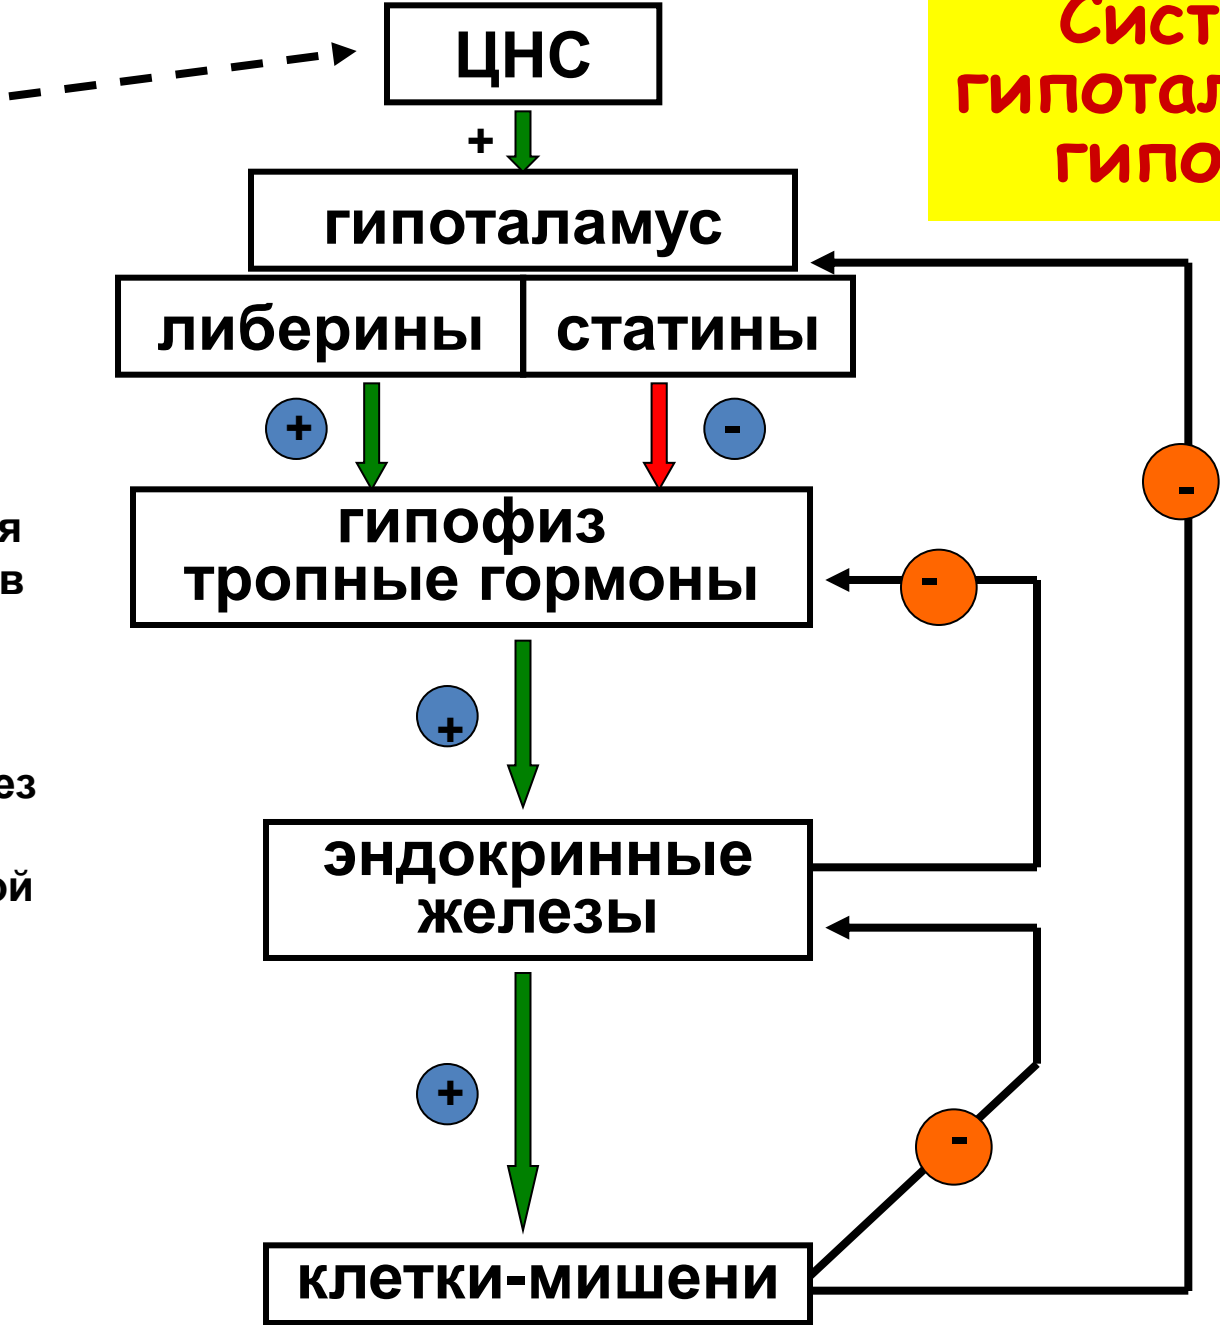 ЦНС
Сист
гипотал
гипо
+
гипоталамус
либерины
статины
+
-
-
гипофиз
тропные гормоны
я
в
-
+
ез
ой
эндокринные
железы
+
-
клетки-мишени